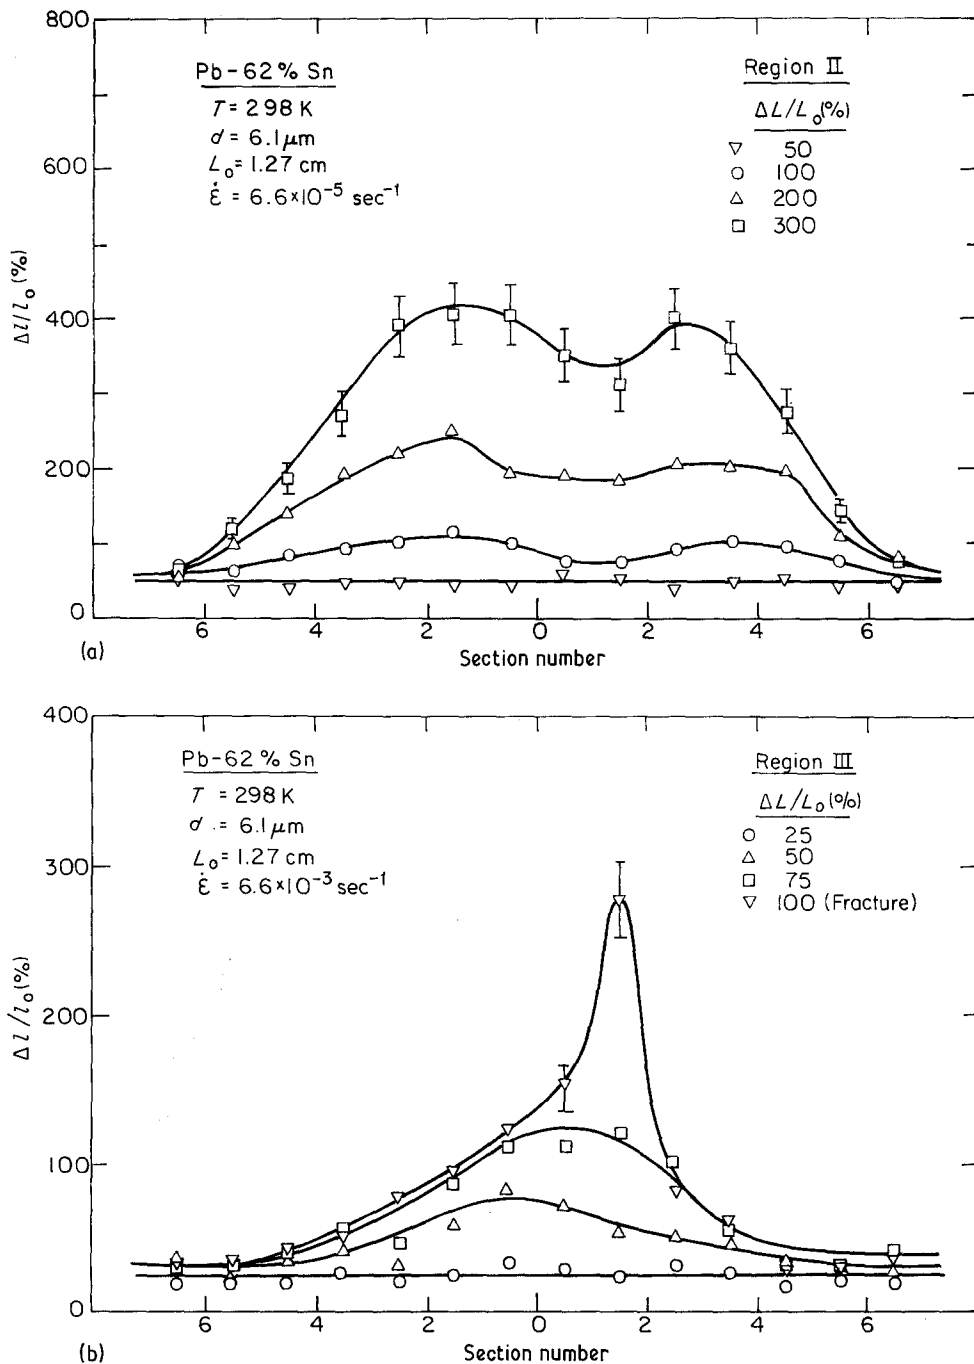 800
600
400
200
0
Δl/l₀ (%)
Pb-62% Sn
T = 298 K
d = 6.1 μm
L₀ = 1.27 cm
ε̇ = 6.6×10⁻⁵ sec⁻¹
Region II
ΔL/L₀(%)
▽ 50
○ 100
△ 200
□ 300
6 4 2 0 2 4 6
(a)
Section number
400
300
200
100
0
Δl/l₀ (%)
Pb-62% Sn
T = 298 K
d = 6.1 μm
L₀ = 1.27 cm
ε̇ = 6.6×10⁻³ sec⁻¹
Region III
ΔL/L₀(%)
○ 25
△ 50
□ 75
▽ 100 (Fracture)
6 4 2 0 2 4 6
(b)
Section number